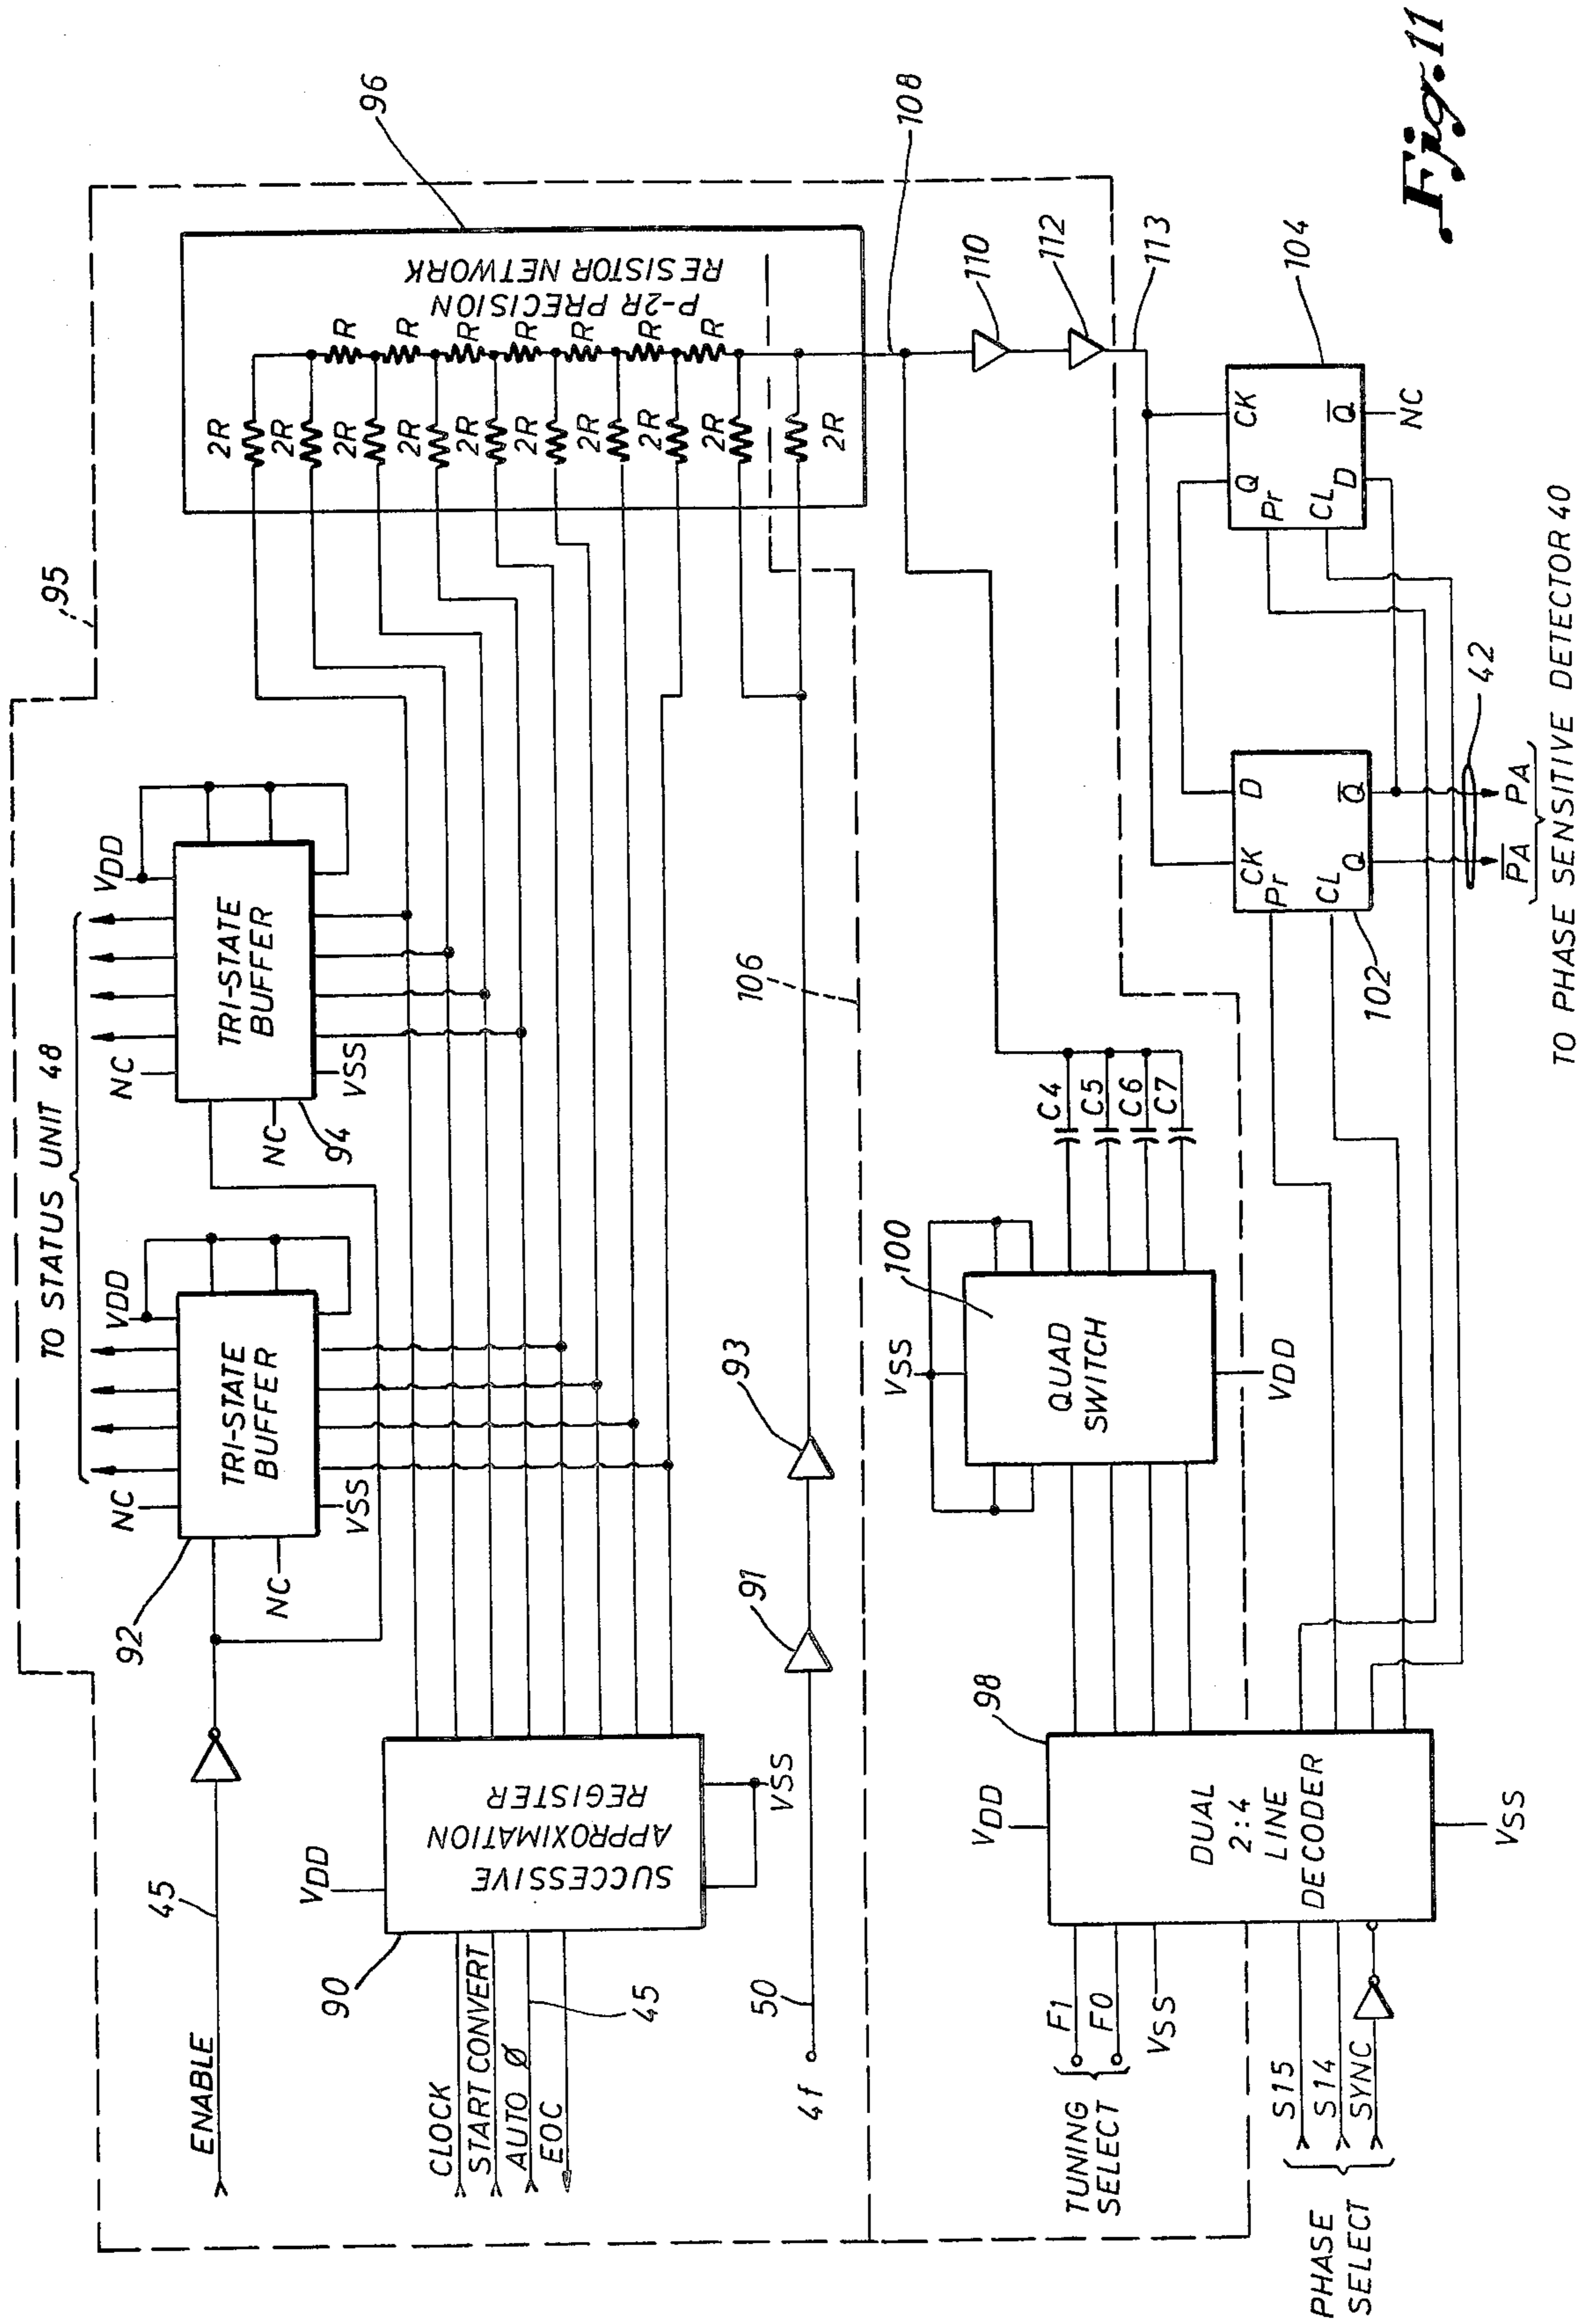 TO STATUS UNIT 48
95
96
ENABLE
45
92
NC
VDD
TRI-STATE
BUFFER
VSS
NC
NC
VDD
TRI-STATE
BUFFER
VSS
NC
94
CLOCK
START CONVERT
AUTO Ø
EOC
45
90
VDD
SUCCESSIVE
APPROXIMATION
REGISTER
VSS
2R
2R
2R
2R
2R
2R
2R
2R
2R
2R
R
R
R
R
R
R
R
P-2R PRECISION
RESISTOR NETWORK
4f
50
91
93
106
108
110
112
113
TUNING
SELECT
F1
F0
VSS
PHASE
SELECT
S15
S14
SYNC
98
VDD
DUAL
2:4
LINE
DECODER
VSS
100
VSS
QUAD
SWITCH
VDD
C4
C5
C6
C7
102
CK
D
Pr
CL
Q
Q̅
104
CK
Q
Pr
CL
D
Q̅
NC
42
P̅A̅ PA
TO PHASE SENSITIVE DETECTOR 40
Fig. 11